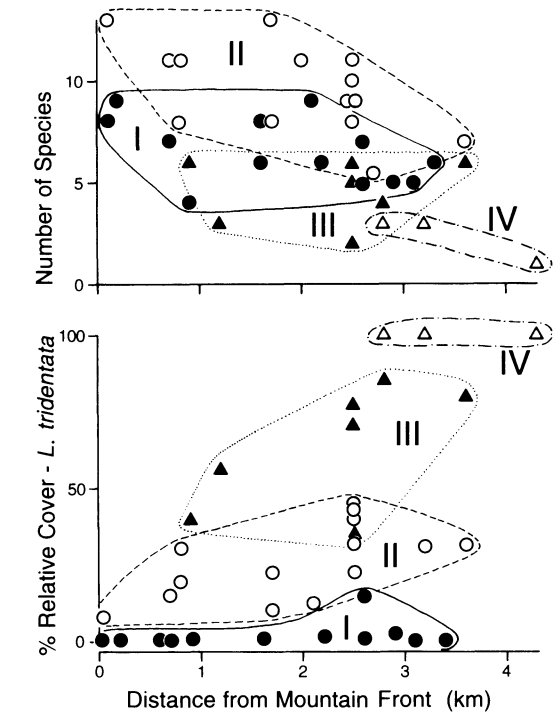 Number of Species
10
5
0
I
II
III
IV
% Relative Cover - L. tridentata
100
50
0
IV
III
II
I
0
1
2
3
4
Distance from Mountain Front (km)